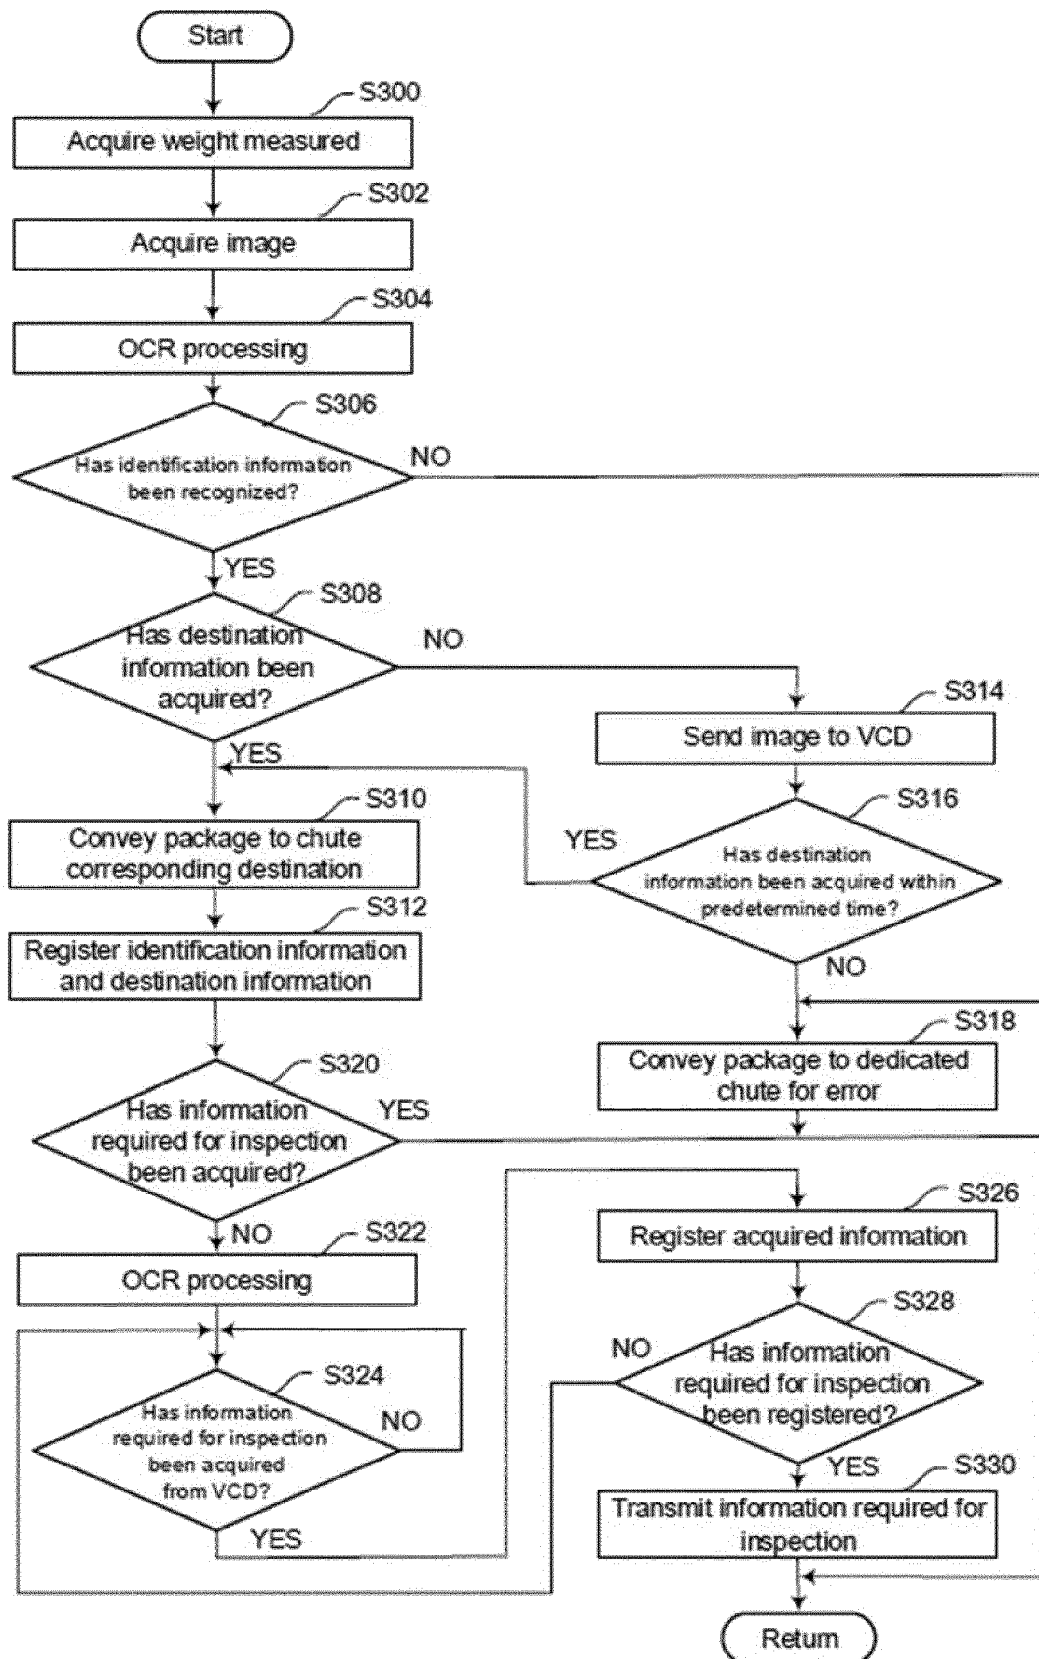 Start
S300
Acquire weight measured
S302
Acquire image
S304
OCR processing
S306
Has identification information
been recognized?
NO
YES
S308
Has destination
information been
acquired?
NO
YES
S314
Send image to VCD
S316
Has destination
information been acquired within
predetermined time?
YES
NO
S310
Convey package to chute
corresponding destination
S312
Register identification information
and destination information
S318
Convey package to dedicated
chute for error
S320
Has information
required for inspection
been acquired?
YES
NO
S322
OCR processing
S324
Has information
required for inspection
been acquired
from VCD?
NO
YES
S326
Register acquired information
S328
Has information
required for inspection
been registered?
NO
YES
S330
Transmit information required for
inspection
Return